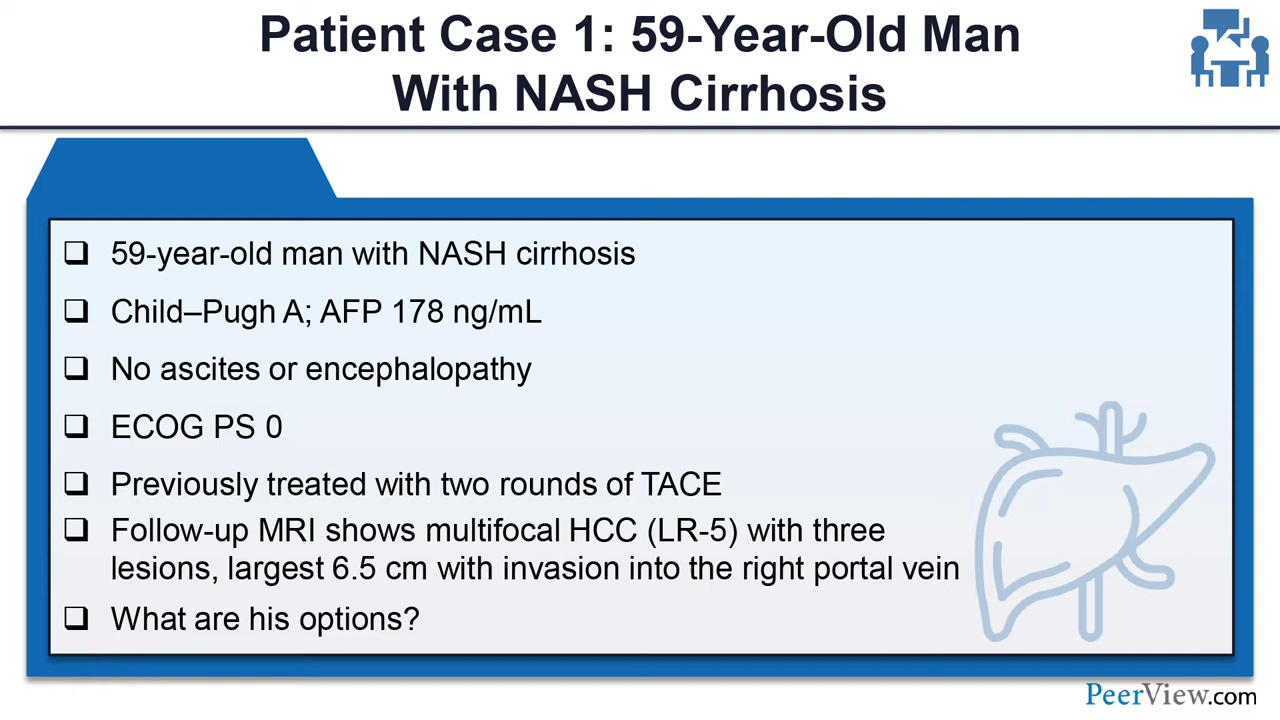 Patient Case 1: 59-Year-Old Man
With NASH Cirrhosis
59-year-old man with NASH cirrhosis
Child–Pugh A; AFP 178 ng/mL
No ascites or encephalopathy
ECOG PS 0
Previously treated with two rounds of TACE
Follow-up MRI shows multifocal HCC (LR-5) with three
lesions, largest 6.5 cm with invasion into the right portal vein
What are his options?
PeerView.com